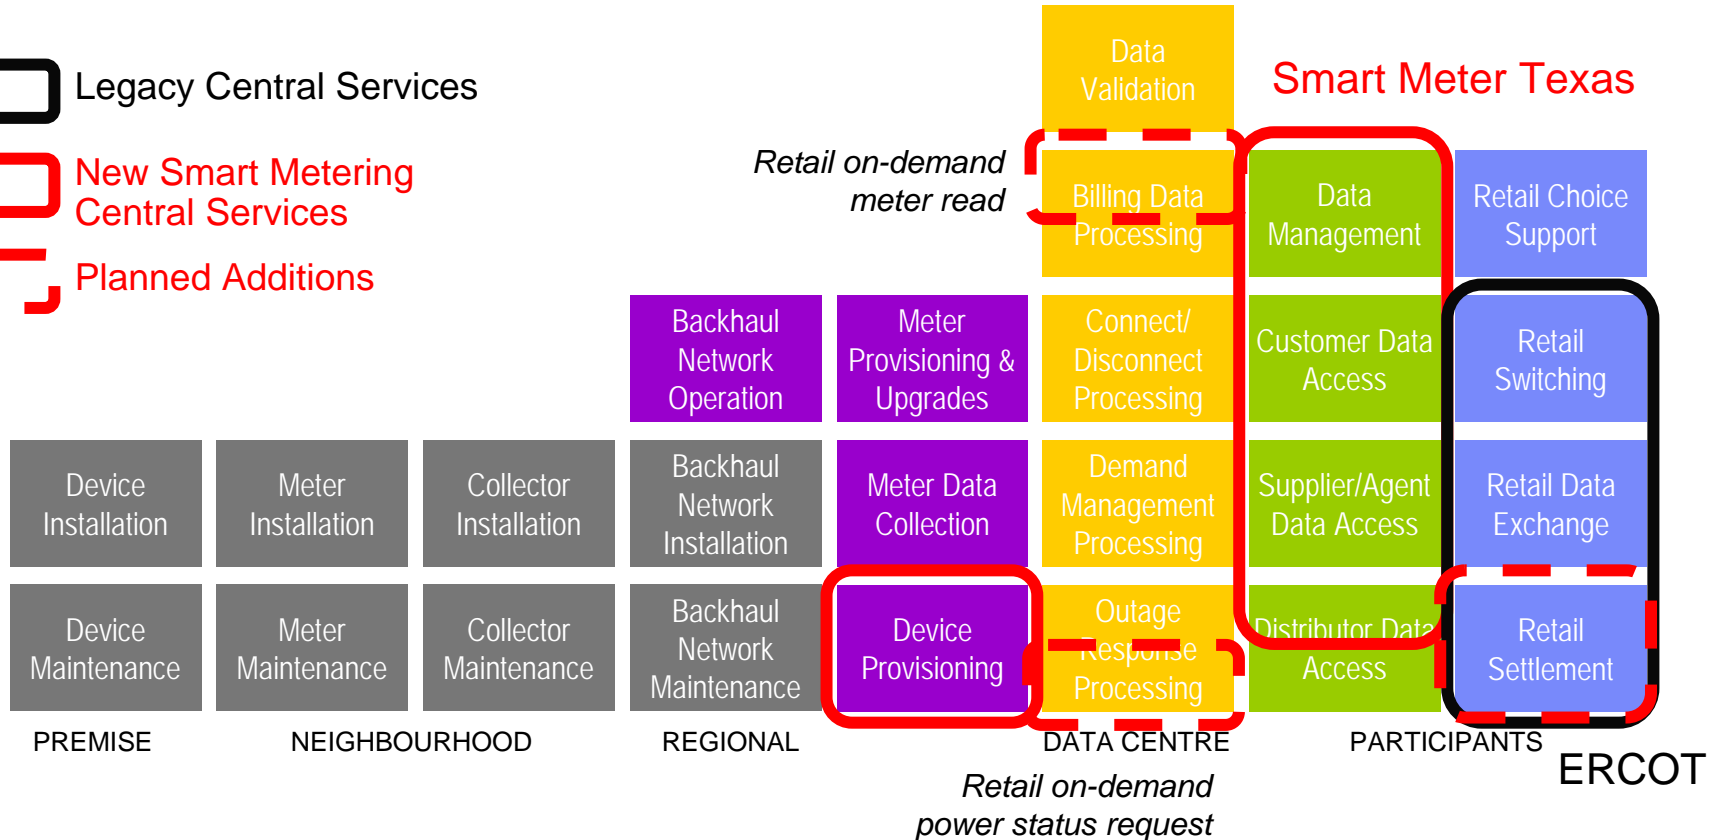 Legacy Central Services
New Smart Metering
Central Services
Planned Additions
Smart Meter Texas
Data
Validation
Retail on-demand
meter read
Billing Data
Processing
Data
Management
Retail Choice
Support
Backhaul
Network
Operation
Meter
Provisioning &
Upgrades
Connect/
Disconnect
Processing
Customer Data
Access
Retail
Switching
Device
Installation
Meter
Installation
Collector
Installation
Backhaul
Network
Installation
Meter Data
Collection
Demand
Management
Processing
Supplier/Agent
Data Access
Retail Data
Exchange
Device
Maintenance
Meter
Maintenance
Collector
Maintenance
Backhaul
Network
Maintenance
Device
Provisioning
Outage
Response
Processing
Distributor Data
Access
Retail
Settlement
PREMISE
NEIGHBOURHOOD
REGIONAL
DATA CENTRE
PARTICIPANTS
ERCOT
Retail on-demand
power status request